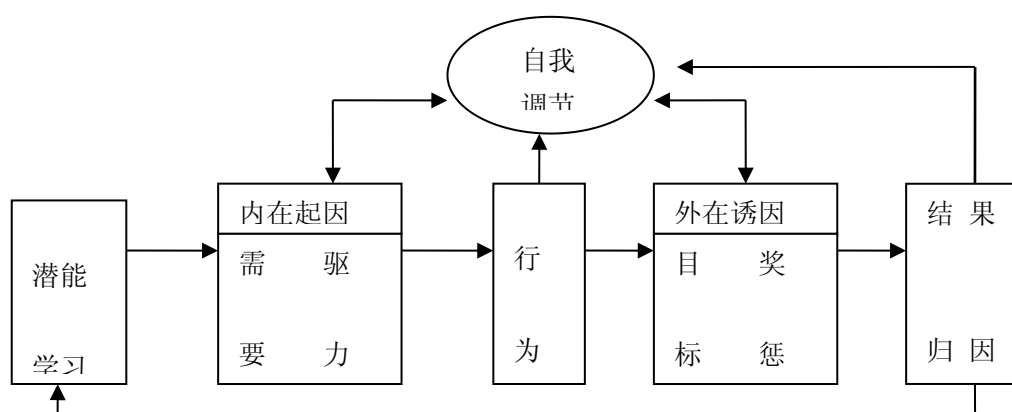 自我
调节
内在起因
外在诱因
结 果
需 驱
行
目 奖
潜能
要 力
为
标 惩
归 因
学习